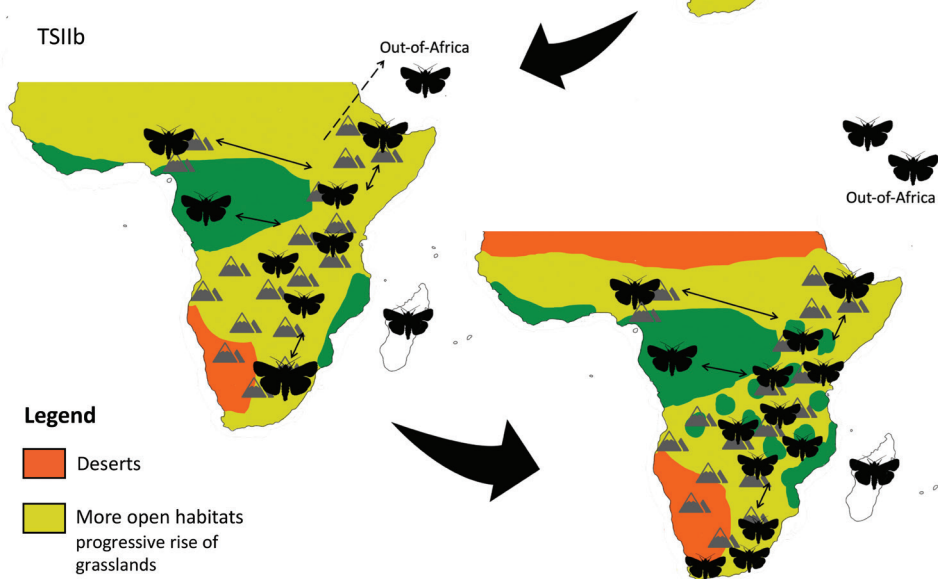 TSIIb
Out-of-Africa
Out-of-Africa
Legend
Deserts
More open habitats
progressive rise of
grasslands